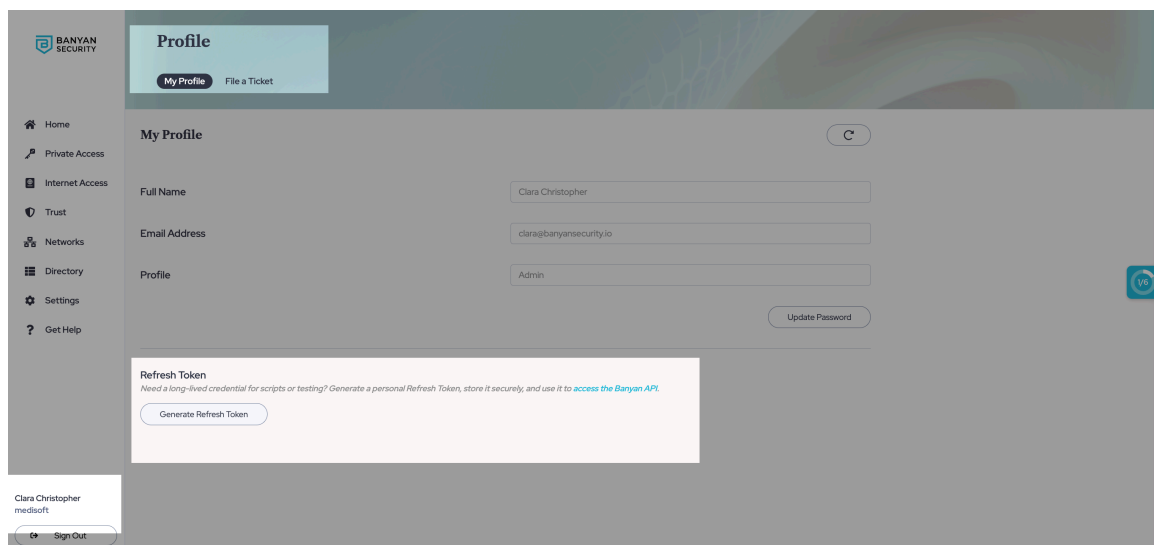 BANYAN
SECURITY
Profile
My Profile
File a Ticket
Home
Private Access
Internet Access
Trust
Networks
Directory
Settings
Get Help
My Profile
Full Name
Clara Christopher
Email Address
clara@banyansecurity.io
Profile
Admin
Update Password
1/6
Refresh Token
Need a long-lived credential for scripts or testing? Generate a personal Refresh Token, store it securely, and use it to access the Banyan API.
Generate Refresh Token
Clara Christopher
medisoft
Sign Out